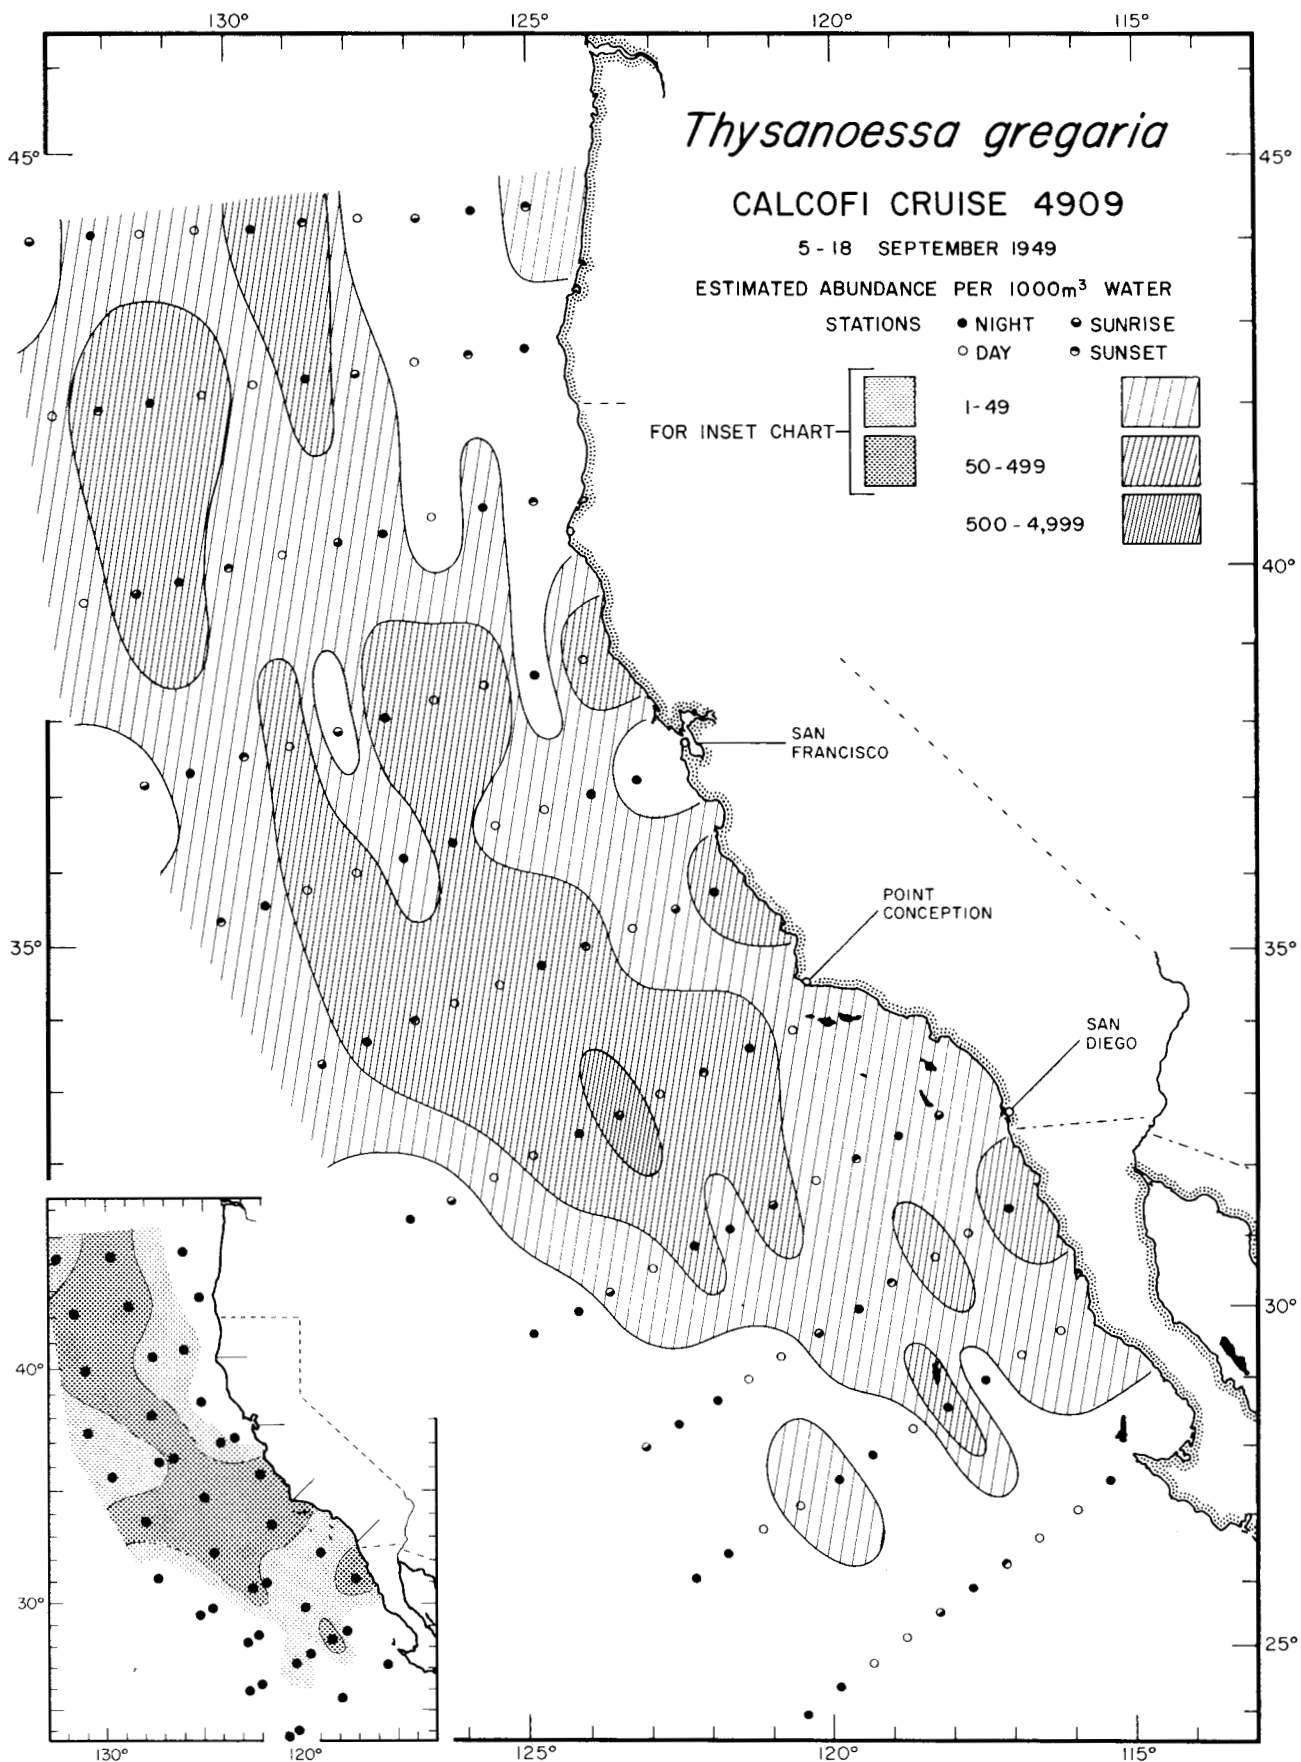 130° 125° 120° 115°
Thysanoessa gregaria
45° 45°
CALCOFI CRUISE 4909
5-18 SEPTEMBER 1949
ESTIMATED ABUNDANCE PER 1000m³ WATER
STATIONS ● NIGHT ◒ SUNRISE
○ DAY ◓ SUNSET
1-49
FOR INSET CHART
50-499
500-4,999
40°
SAN
FRANCISCO
POINT
CONCEPTION
35° 35°
SAN
DIEGO
30°
40°
30°
25°
130° 120° 125° 120° 115°